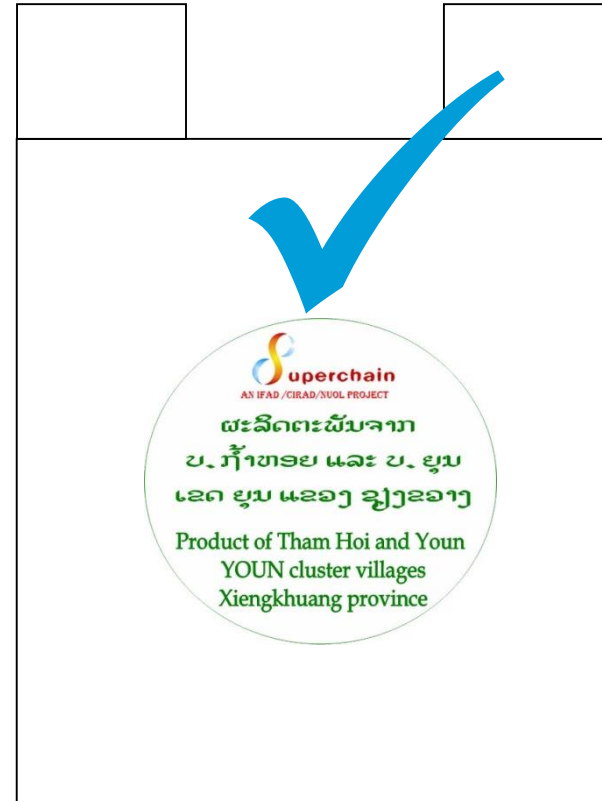 Superchain
AN IFAD /CIRAD/NUOL PROJECT
ຜະລິດຕະພັນຈາກ
ບ. ກ້ຳຫອຍ ແລະ ບ. ຍຸນ
ເຂດ ຍຸນ ແຂວງ ຊຽງຂວາງ
Product of Tham Hoi and Youn
YOUN cluster villages
Xiengkhuang province